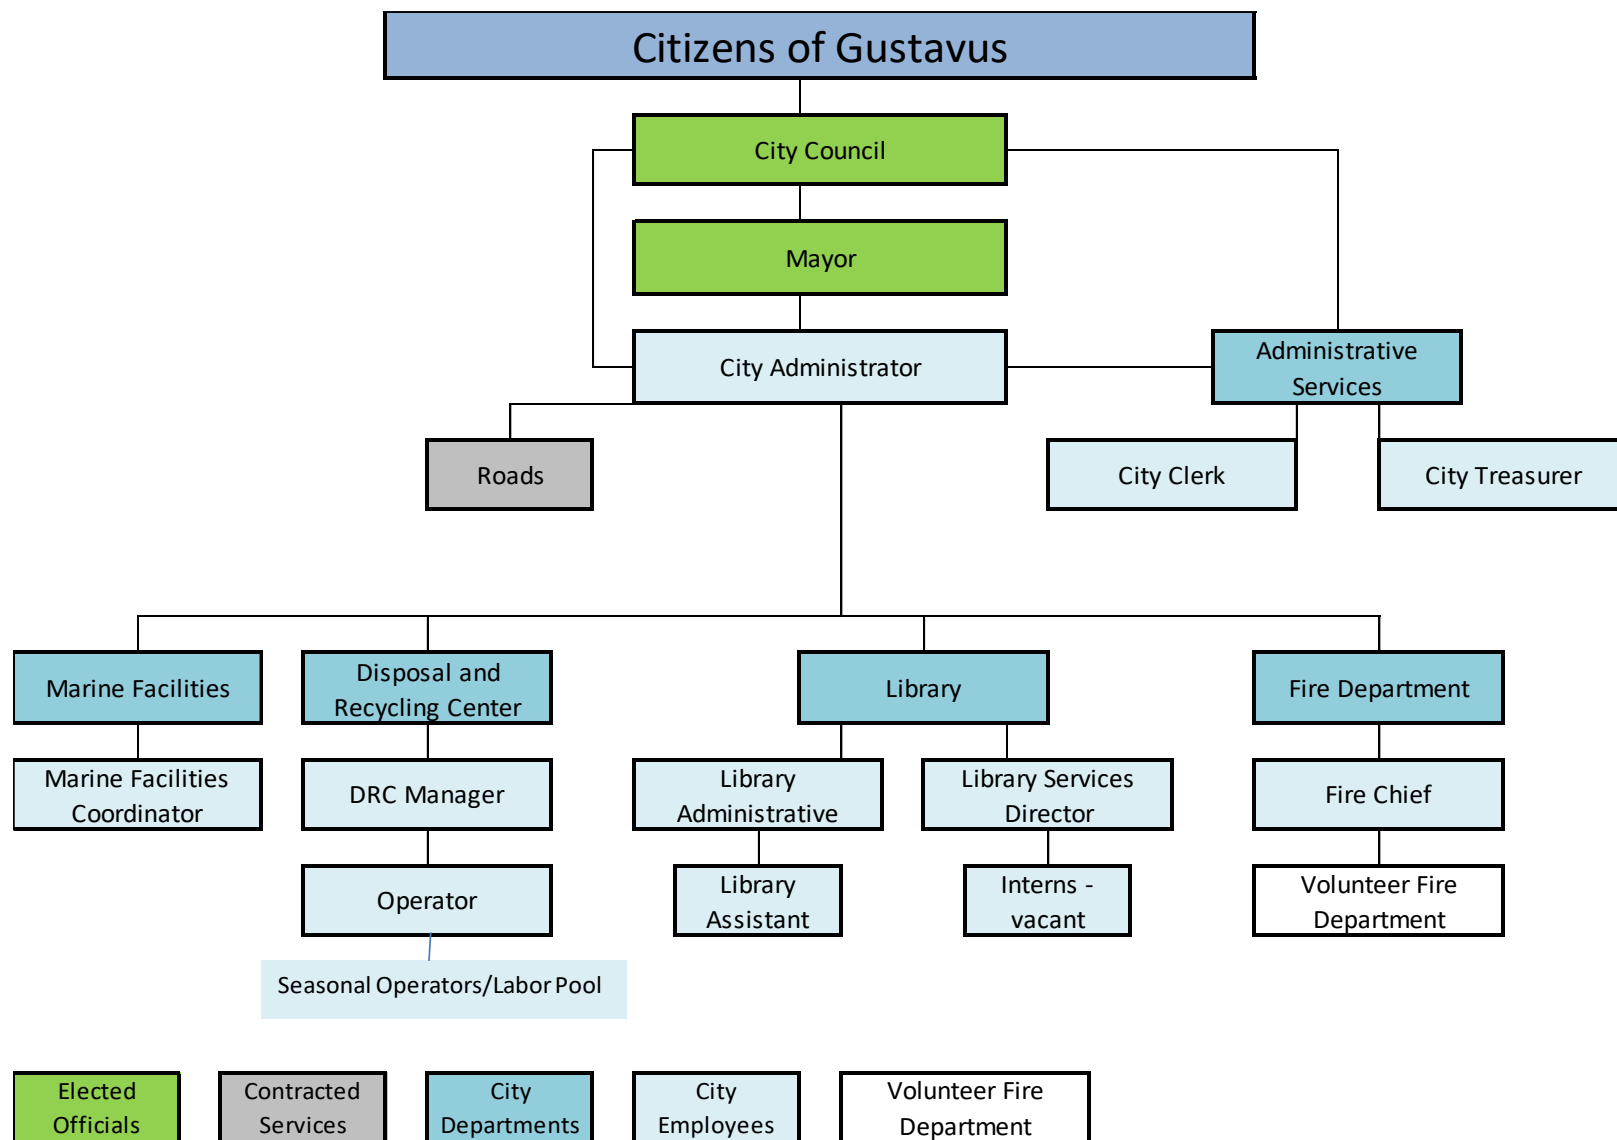 Citizens of Gustavus
City Council
Mayor
City Administrator
Administrative
Services
Roads
City Clerk
City Treasurer
Marine Facilities
Disposal and
Recycling Center
Library
Fire Department
Marine Facilities
Coordinator
DRC Manager
Library
Administrative
Library Services
Director
Fire Chief
Operator
Library
Assistant
Interns -
vacant
Volunteer Fire
Department
Seasonal Operators/Labor Pool
Elected
Officials
Contracted
Services
City
Departments
City
Employees
Volunteer Fire
Department